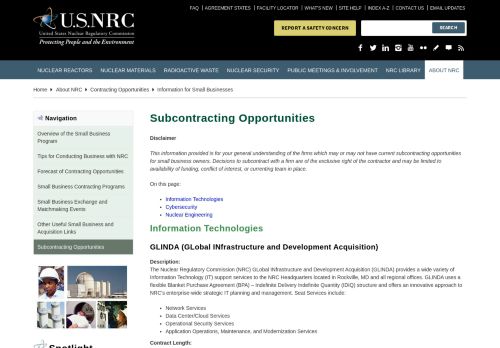 FAQ | AGREEMENT STATES | FACILITY LOCATOR | WHAT'S NEW | SITE HELP | INDEX A-Z | CONTACT US | EMAIL UPDATES
U.S.NRC
United States Nuclear Regulatory Commission
Protecting People and the Environment
REPORT A SAFETY CONCERN
SEARCH
NUCLEAR REACTORS
NUCLEAR MATERIALS
RADIOACTIVE WASTE
NUCLEAR SECURITY
PUBLIC MEETINGS & INVOLVEMENT
NRC LIBRARY
ABOUT NRC
Home
About NRC
Contracting Opportunities
Information for Small Businesses
Navigation
Overview of the Small Business
Program
Tips for Conducting Business with NRC
Forecast of Contracting Opportunities
Small Business Contracting Programs
Small Business Exchange and
Matchmaking Events
Other Useful Small Business and
Acquisition Links
Subcontracting Opportunities
Spotlight
Subcontracting Opportunities
Disclaimer
This information provided is for your general understanding of the firms which may or may not have current subcontracting opportunities
for small business owners. Decisions to subcontract with a firm are of the exclusive right of the contractor and may be limited to
availability of funding, conflict of interest, or currently team in place.
On this page:
Information Technologies
Cybersecurity
Nuclear Engineering
Information Technologies
GLINDA (GLobal INfrastructure and Development Acquisition)
Description:
The Nuclear Regulatory Commission (NRC) Global INfrastructure and Development Acquisition (GLINDA) provides a wide variety of
Information Technology (IT) support services to the NRC Headquarters located in Rockville, MD and all regional offices. GLINDA uses a
flexible Blanket Purchase Agreement (BPA) – Indefinite Delivery Indefinite Quantity (IDIQ) structure and offers an innovative approach to
NRC's enterprise-wide strategic IT planning and management. Seat Services include:
Network Services
Data Center/Cloud Services
Operational Security Services
Application Operations, Maintenance, and Modernization Services
Contract Length: